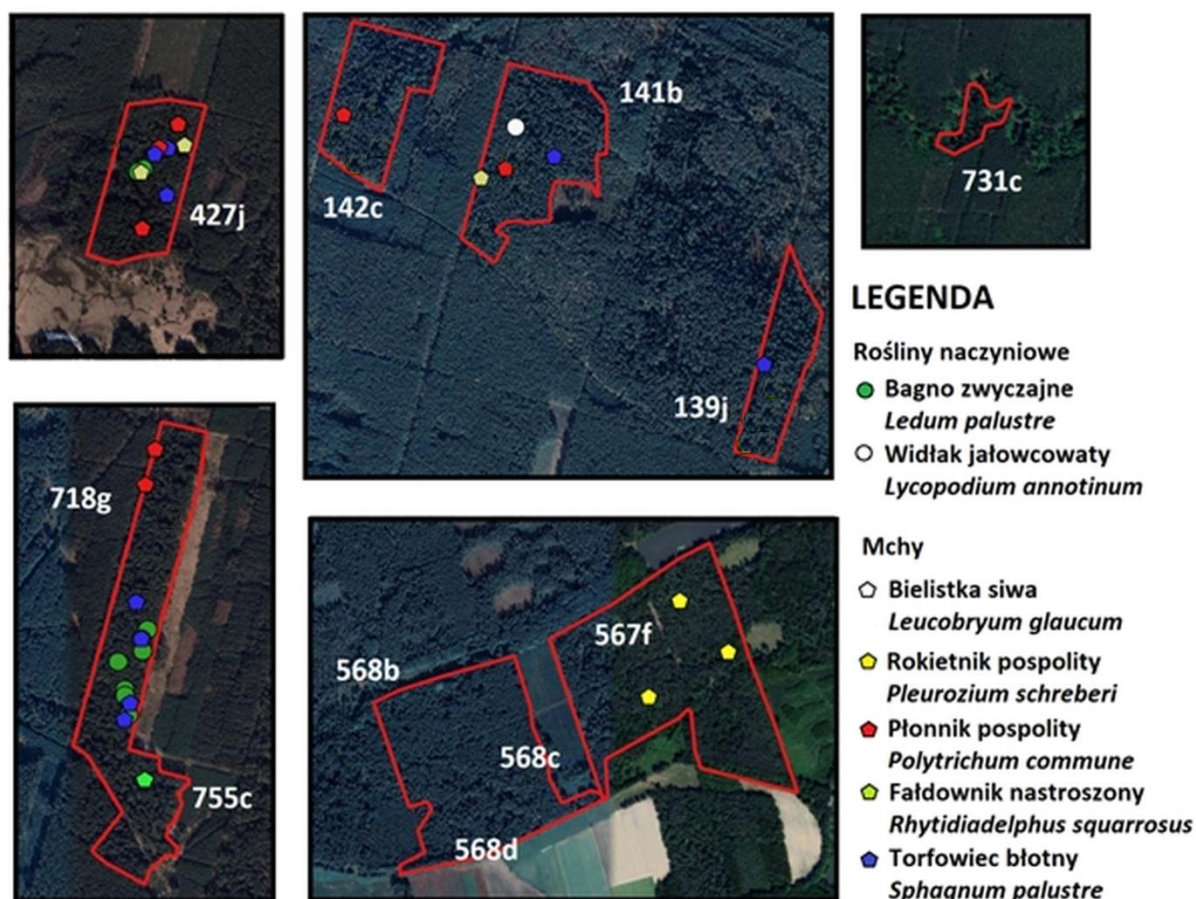 427j
142c
141b
139j
731c
718g
755c
568b
567f
568c
568d
LEGENDA
Rośliny naczyniowe
Bagno zwyczajne
Ledum palustre
Widłak jałowcowaty
Lycopodium annotinum
Mchy
Bielistka siwa
Leucobryum glaucum
Rokietnik pospolity
Pleurozium schreberi
Płonnik pospolity
Polytrichum commune
Fałdownik nastroszony
Rhytidiadelphus squarrosus
Torfowiec błotny
Sphagnum palustre